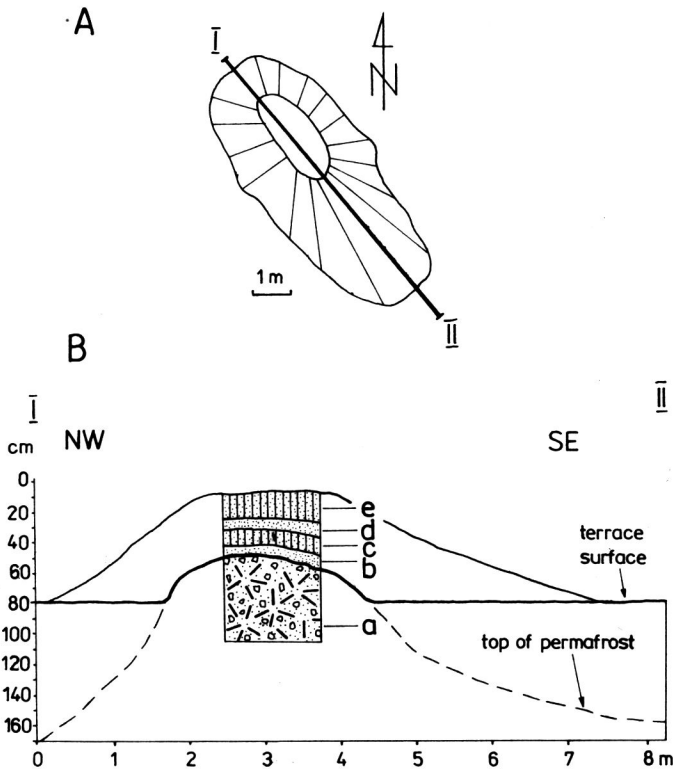 A
I
N
1 m
II
B
I
II
cm
NW
SE
0
20
40
60
80
100
120
140
160
e
d
c
b
a
terrace
surface
top of permafrost
0 1 2 3 4 5 6 7 8 m